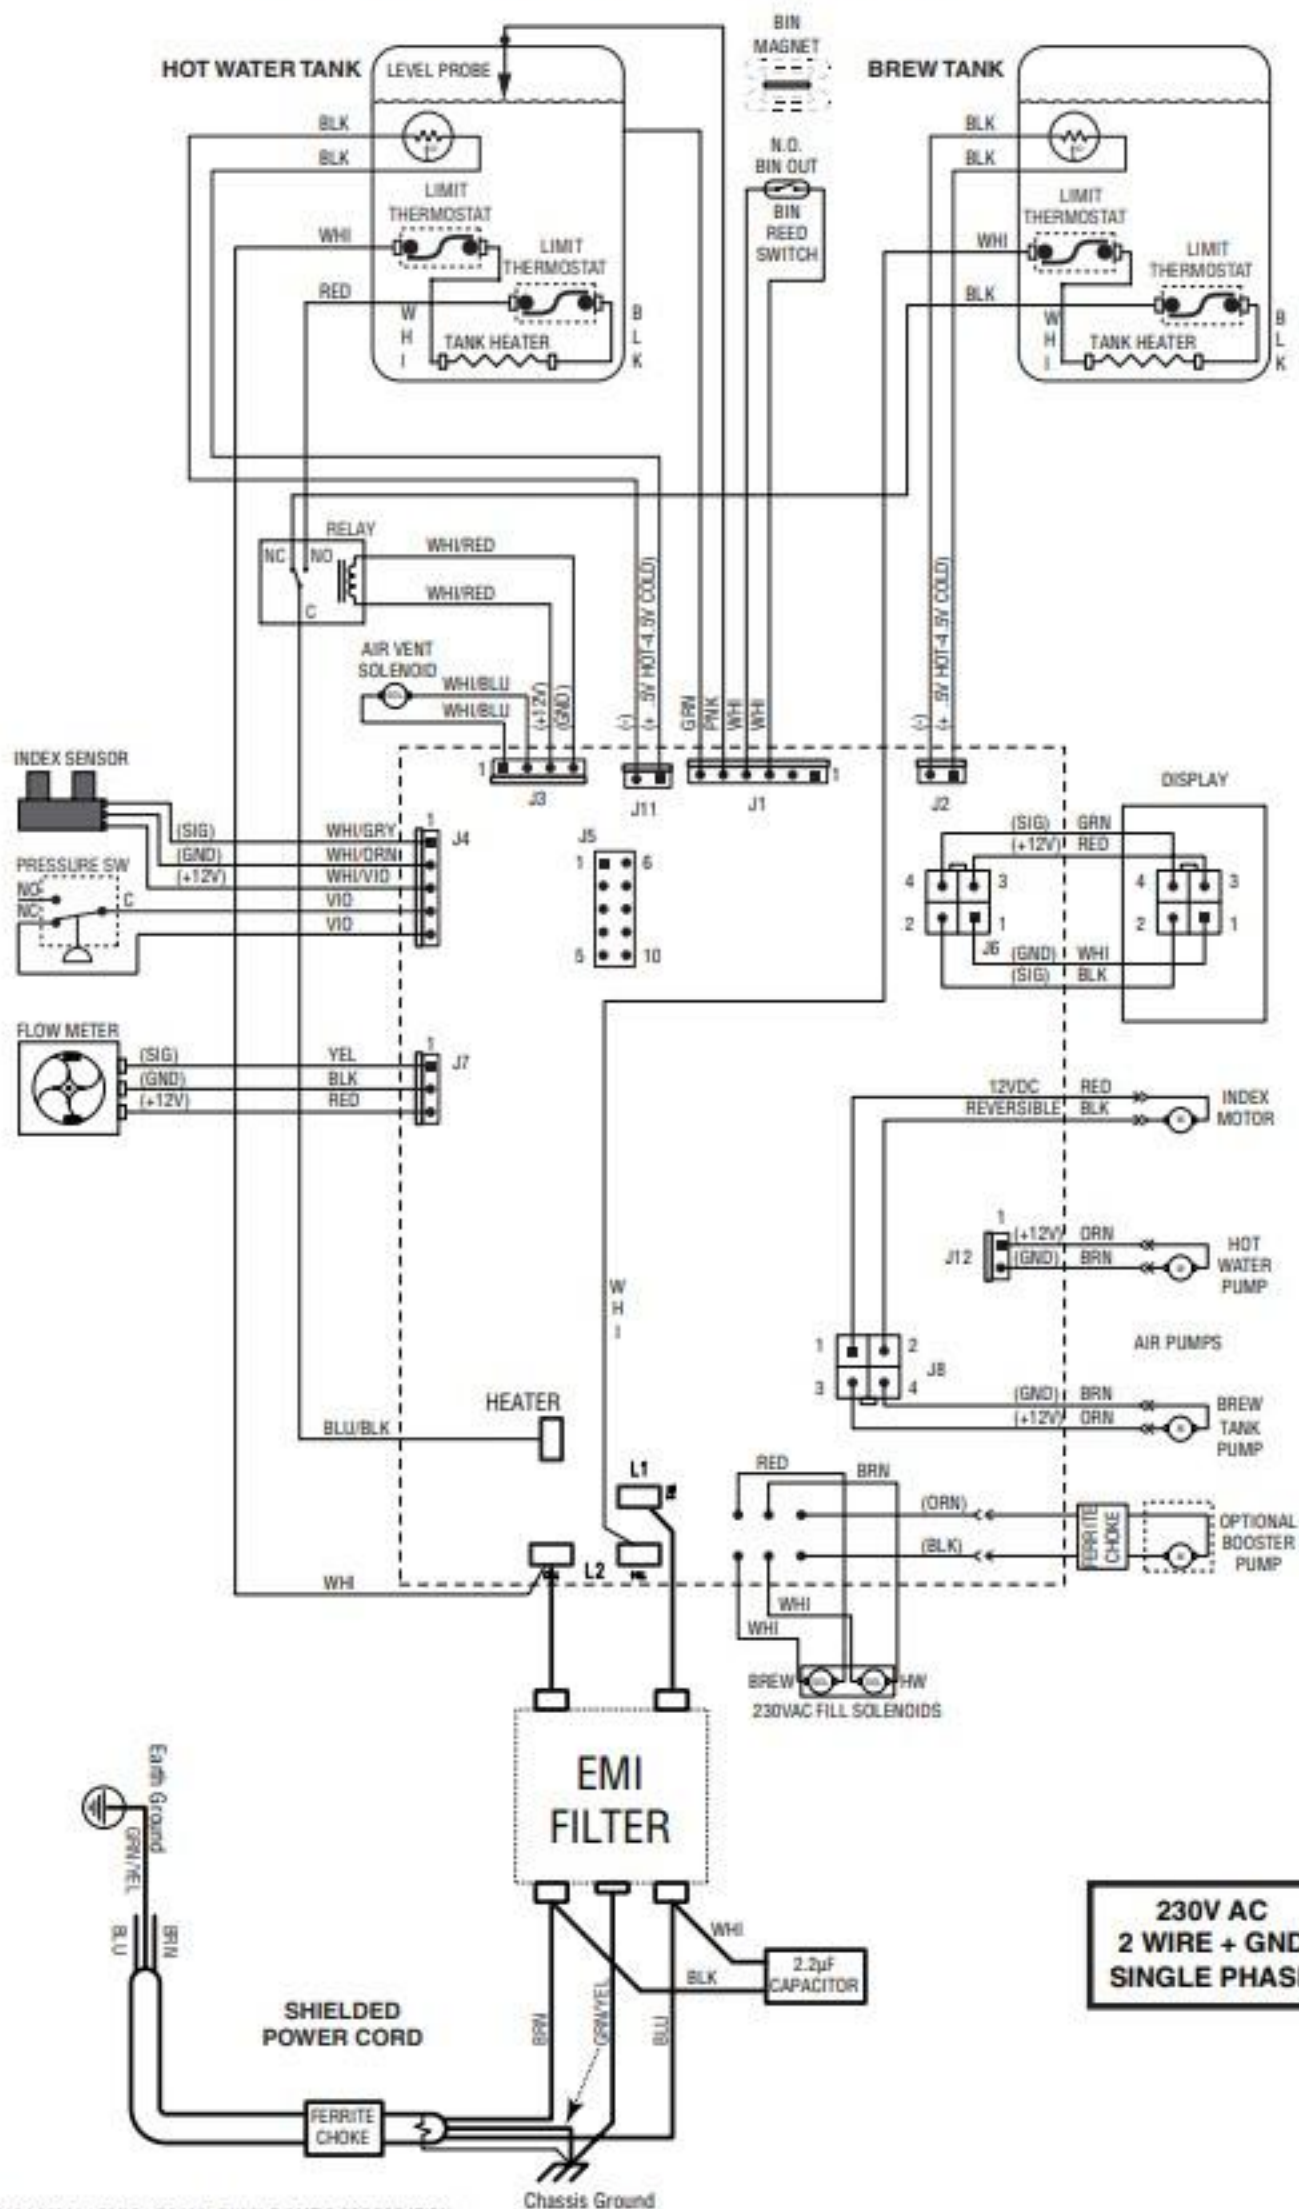 BIN
MAGNET
HOT WATER TANK
LEVEL PROBE
BREW TANK
BLK
BLK
N.O.
BIN OUT
BIN
REED
SWITCH
LIMIT
THERMOSTAT
WHI
LIMIT
THERMOSTAT
RED
WHI
BLK
TANK HEATER
BLK
BLK
LIMIT
THERMOSTAT
WHI
LIMIT
THERMOSTAT
BLK
WHI
BLK
TANK HEATER
RELAY
NC
NO
C
WHI/RED
WHI/RED
AIR VENT
SOLENOID
WHI/BLU
WHI/BLU
(+12V)
(GND)
(-)
(+ .5V HOT-4.5V COLD)
GRN
PNK
WHI
WHI
(-)
(+ .5V HOT-4.5V COLD)
1
J3
J11
J1
1
J2
INDEX SENSOR
(SIG)
WHI/GRY
(GND)
WHI/ORN
(+12V)
WHI/VIO
VIO
VIO
1
J4
PRESSURE SW
NO
NC
C
J5
1
6
5
10
DISPLAY
(SIG) GRN
(+12V) RED
4
3
2
1
J6
4
3
2
1
(GND) WHI
(SIG) BLK
FLOW METER
(SIG)
YEL
(GND)
BLK
(+12V)
RED
1
J7
12VDC RED
REVERSIBLE BLK
INDEX
MOTOR
1
J12
(+12V) ORN
(GND) BRN
HOT
WATER
PUMP
WHI
AIR PUMPS
1
2
3
4
J8
(GND) BRN
(+12V) ORN
BREW
TANK
PUMP
HEATER
BLU/BLK
L1
L2
RED
BRN
(ORN)
(BLK)
FERRITE
CHOKE
OPTIONAL
BOOSTER
PUMP
WHI
WHI
WHI
BREW
HW
230VAC FILL SOLENOIDS
EMI
FILTER
Earth Ground
GRN/YEL
BLU
BRN
WHI
BLK
2.2µF
CAPACITOR
230V AC
2 WIRE + GND
SINGLE PHASE
SHIELDED
POWER CORD
BRN
GRN/YEL
BLU
FERRITE
CHOKE
Chassis Ground